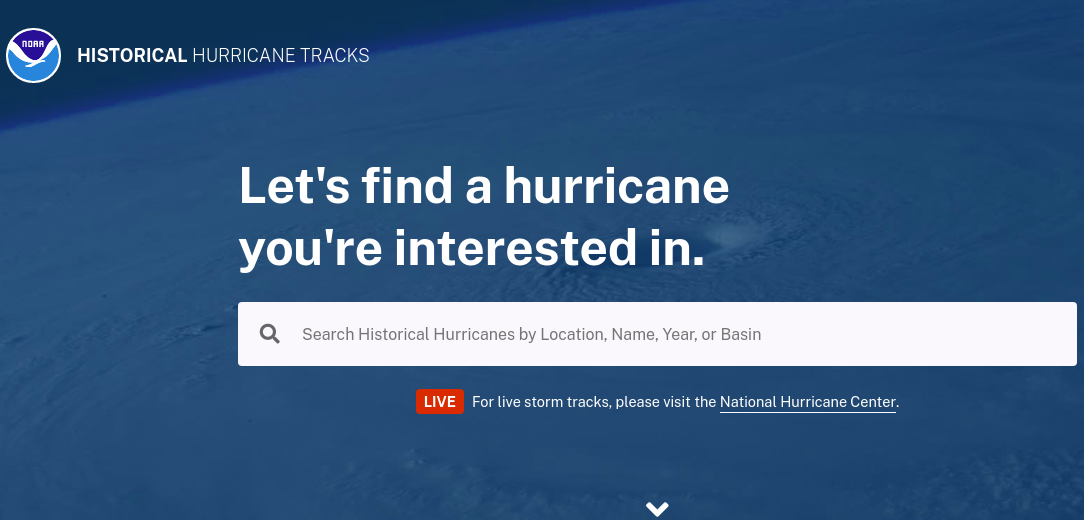 NOAA
HISTORICAL HURRICANE TRACKS
Let's find a hurricane
you're interested in.
Search Historical Hurricanes by Location, Name, Year, or Basin
LIVE For live storm tracks, please visit the National Hurricane Center.